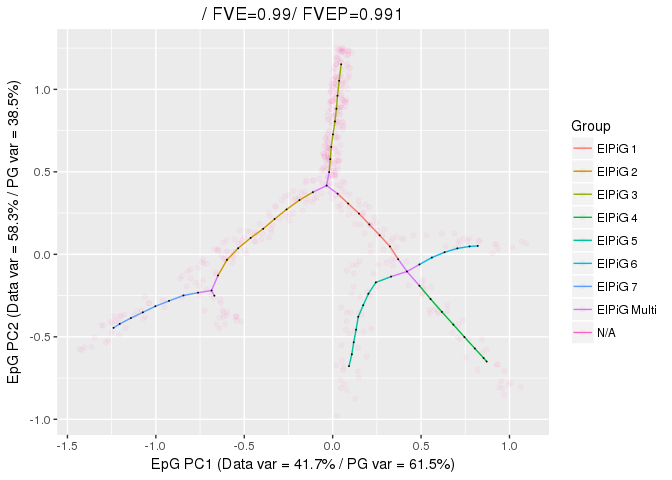 / FVE=0.99/ FVEP=0.991
EpG PC2 (Data var = 58.3% / PG var = 38.5%)
1.0
0.5
0.0
-0.5
-1.0
-1.5 -1.0 -0.5 0.0 0.5 1.0
EpG PC1 (Data var = 41.7% / PG var = 61.5%)
Group
ElPiG 1
ElPiG 2
ElPiG 3
ElPiG 4
ElPiG 5
ElPiG 6
ElPiG 7
ElPiG Multi
N/A